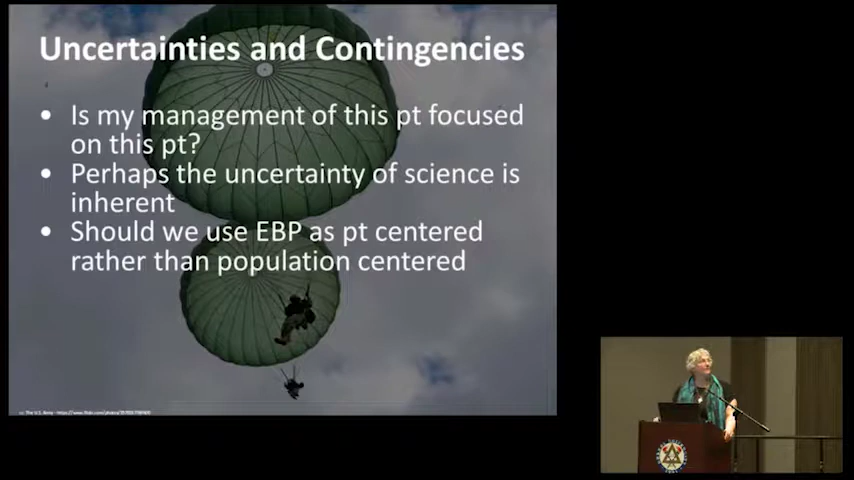 Uncertainties and Contingencies
• Is my management of this pt focused
on this pt?
• Perhaps the uncertainty of science is
inherent
• Should we use EBP as pt centered
rather than population centered